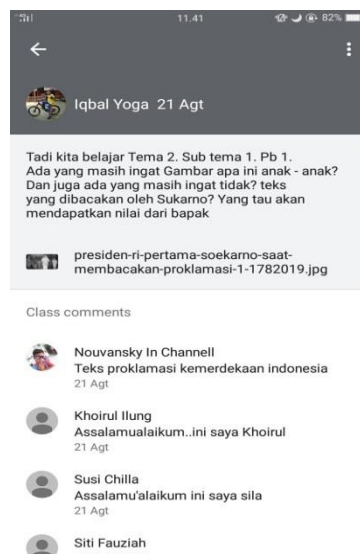 11.41
82%
Iqbal Yoga 21 Agt
Tadi kita belajar Tema 2. Sub tema 1. Pb 1.
Ada yang masih ingat Gambar apa ini anak - anak?
Dan juga ada yang masih ingat tidak? teks
yang dibacakan oleh Sukarno? Yang tau akan
mendapatkan nilai dari bapak
presiden-ri-pertama-soekarno-saat-
membacakan-proklamasi-1-1782019.jpg
Class comments
Nouvansky In Channell
Teks proklamasi kemerdekaan indonesia
21 Agt
Khoirul Ilung
Assalamualaikum..ini saya Khoirul
21 Agt
Susi Chilla
Assalamu'alaikum ini saya sila
21 Agt
Siti Fauziah